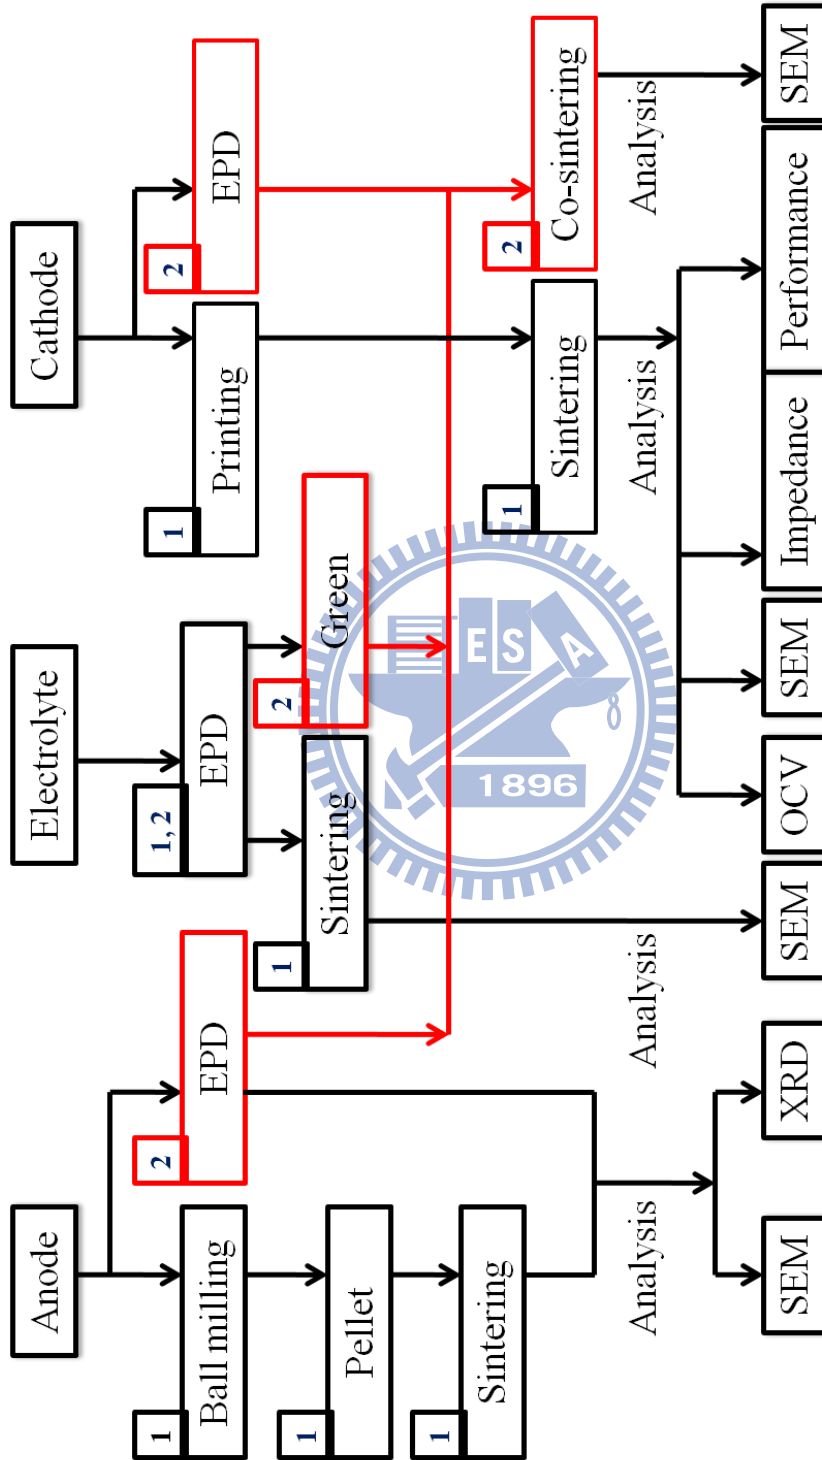 Anode
Electrolyte
Cathode
1
Ball milling
2
EPD
1, 2
EPD
1
Printing
2
EPD
1
Pellet
1
Sintering
2
Green
1
Sintering
1
Sintering
2
Co-sintering
ESA
1896
Analysis
Analysis
Analysis
Analysis
SEM
XRD
SEM
OCV
SEM
Impedance
Performance
SEM